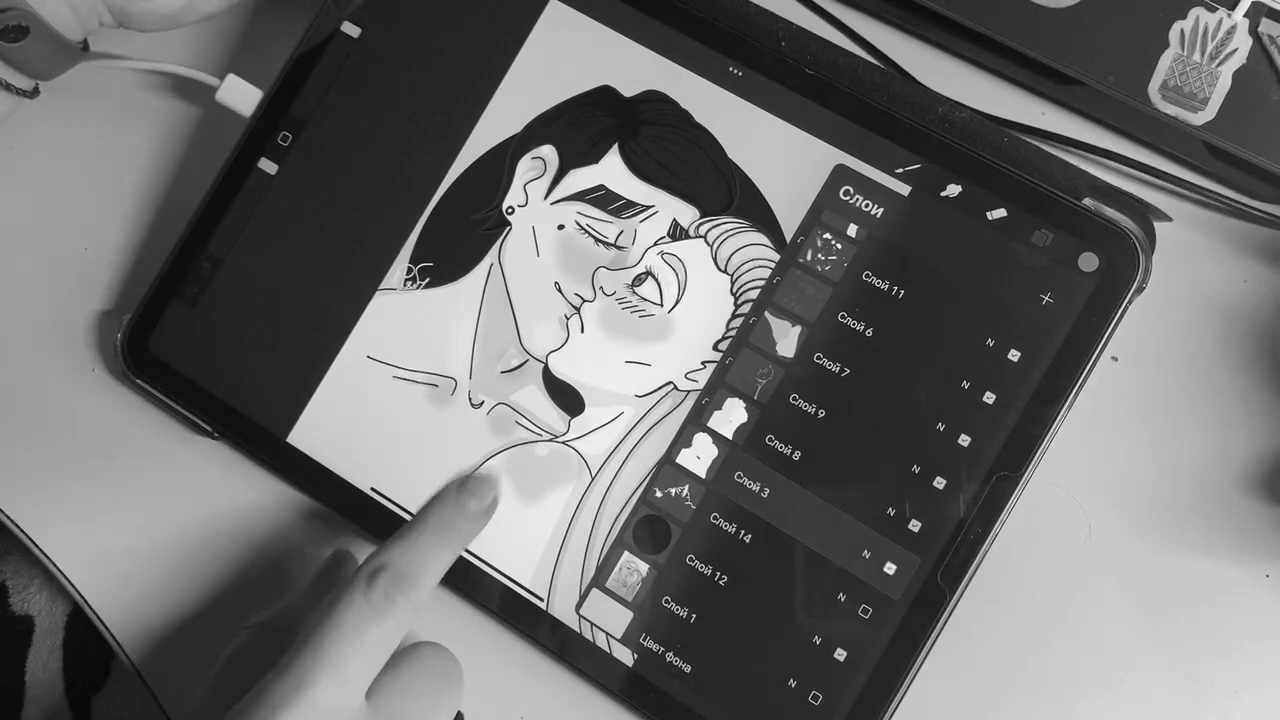 Слои
Слой 11
Слой 6
N
Слой 7
N
Слой 9
N
Слой 8
N
Слой 3
N
Слой 14
N
Слой 12
N
Слой 1
N
Цвет фона
N